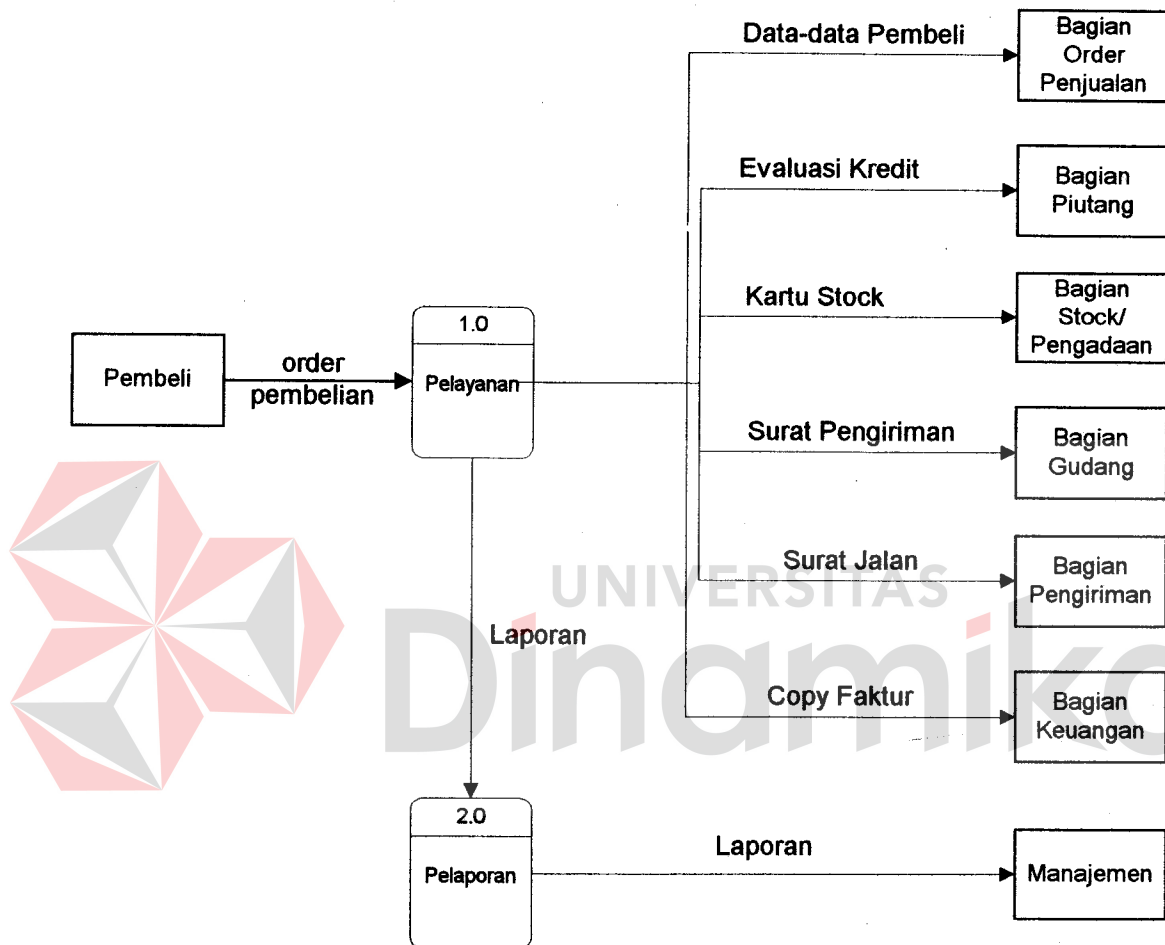 Data-data Pembeli
Bagian
Order
Penjualan
Evaluasi Kredit
Bagian
Piutang
Kartu Stock
Bagian
Stock/
Pengadaan
1.0
Pelayanan
Pembeli
order
pembelian
Surat Pengiriman
Bagian
Gudang
Surat Jalan
Bagian
Pengiriman
UNIVERSITAS
Dinamika
Laporan
Copy Faktur
Bagian
Keuangan
2.0
Pelaporan
Laporan
Manajemen